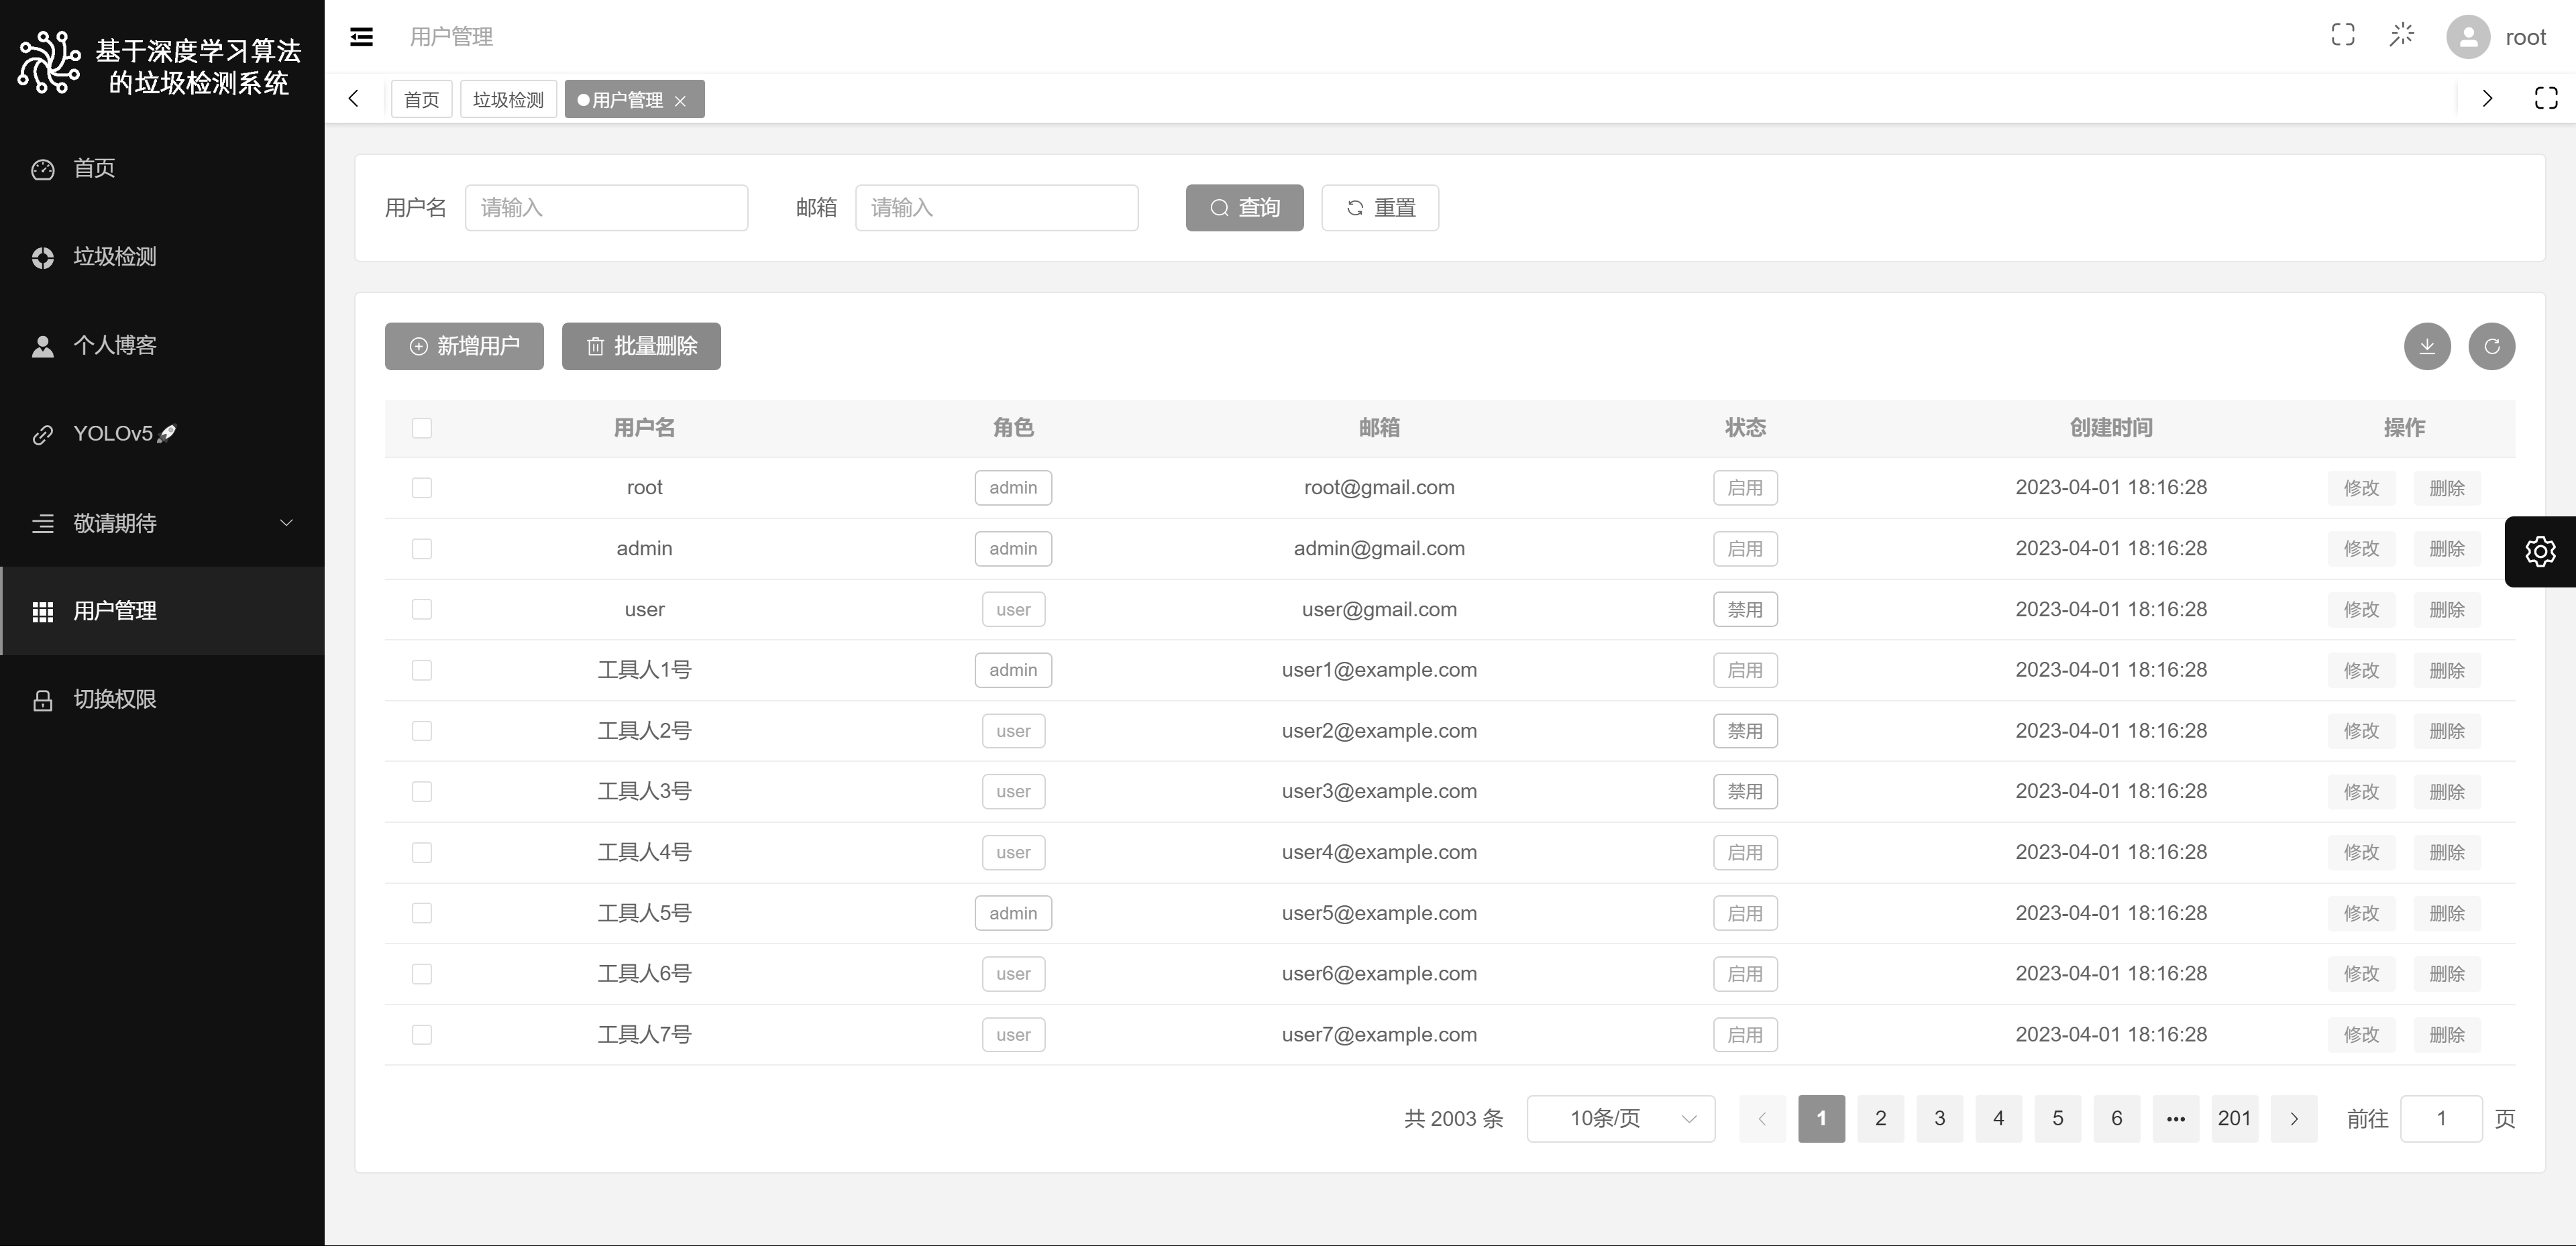 基于深度学习算法
的垃圾检测系统
首页
垃圾检测
个人博客
YOLOv5
敬请期待
用户管理
切换权限
用户管理
root
首页 垃圾检测 用户管理
用户名 请输入 邮箱 请输入 查询 重置
新增用户 批量删除
用户名 角色 邮箱 状态 创建时间 操作
root admin root@gmail.com 启用 2023-04-01 18:16:28 修改 删除
admin admin admin@gmail.com 启用 2023-04-01 18:16:28 修改 删除
user user user@gmail.com 禁用 2023-04-01 18:16:28 修改 删除
工具人1号 admin user1@example.com 启用 2023-04-01 18:16:28 修改 删除
工具人2号 user user2@example.com 禁用 2023-04-01 18:16:28 修改 删除
工具人3号 user user3@example.com 禁用 2023-04-01 18:16:28 修改 删除
工具人4号 user user4@example.com 启用 2023-04-01 18:16:28 修改 删除
工具人5号 admin user5@example.com 启用 2023-04-01 18:16:28 修改 删除
工具人6号 user user6@example.com 启用 2023-04-01 18:16:28 修改 删除
工具人7号 user user7@example.com 启用 2023-04-01 18:16:28 修改 删除
共 2003 条 10条/页 1 2 3 4 5 6 ••• 201 前往 1 页